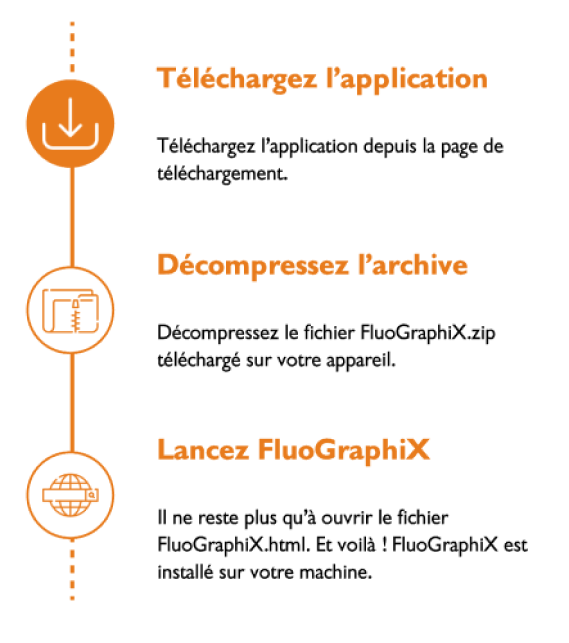 Téléchargez l’application
Téléchargez l’application depuis la page de
téléchargement.
Décompressez l’archive
Décompressez le fichier FluoGraphiX.zip
téléchargé sur votre appareil.
Lancez FluoGraphiX
Il ne reste plus qu’à ouvrir le fichier
FluoGraphiX.html. Et voilà ! FluoGraphiX est
installé sur votre machine.